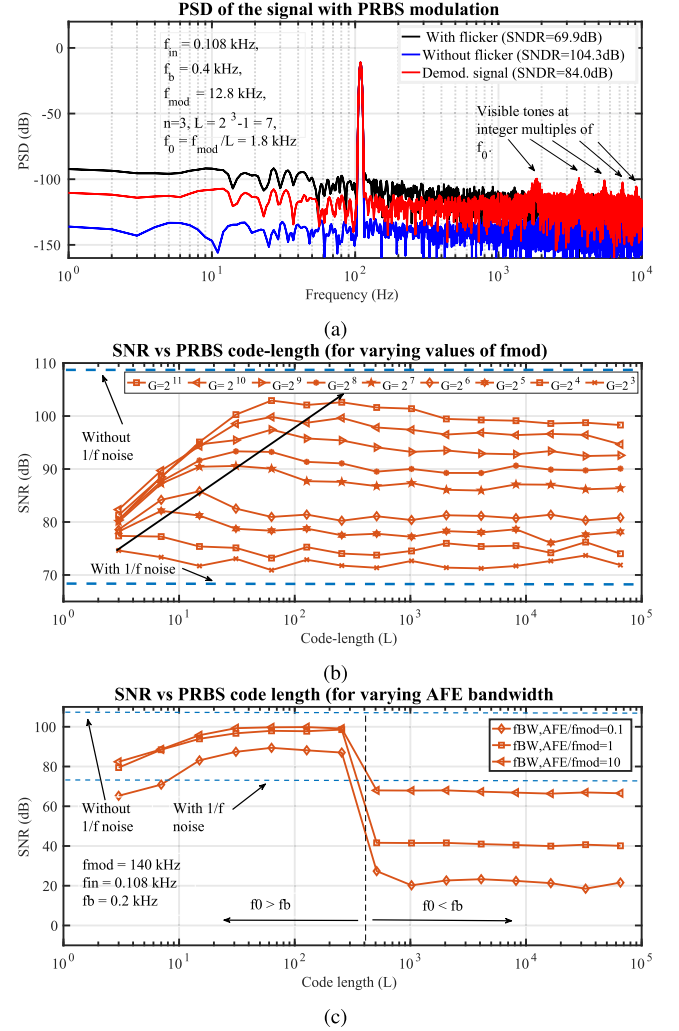 PSD of the signal with PRBS modulation
PSD (dB)
0
-50
-100
-150
f_in = 0.108 kHz,
f_b = 0.4 kHz,
f_mod = 12.8 kHz,
n=3, L = 2^3-1 = 7,
f_0 = f_mod/L = 1.8 kHz
With flicker (SNDR=69.9dB)
Without flicker (SNDR=104.3dB)
Demod. signal (SNDR=84.0dB)
Visible tones at
integer multiples of
f_0.
10^0 10^1 10^2 10^3 10^4
Frequency (Hz)
(a)
SNR vs PRBS code-length (for varying values of fmod)
SNR (dB)
110
100
90
80
70
G=2^11 G=2^10 G=2^9 G=2^8 G=2^7 G=2^6 G=2^5 G=2^4 G=2^3
Without
1/f noise
With 1/f noise
10^0 10^1 10^2 10^3 10^4 10^5
Code-length (L)
(b)
SNR vs PRBS code length (for varying AFE bandwidth
SNR (dB)
100
80
60
40
20
0
fBW,AFE/fmod=0.1
fBW,AFE/fmod=1
fBW,AFE/fmod=10
Without
1/f noise
With 1/f
noise
fmod = 140 kHz
fin = 0.108 kHz
fb = 0.2 kHz
f0 > fb
f0 < fb
10^0 10^1 10^2 10^3 10^4 10^5
Code length (L)
(c)